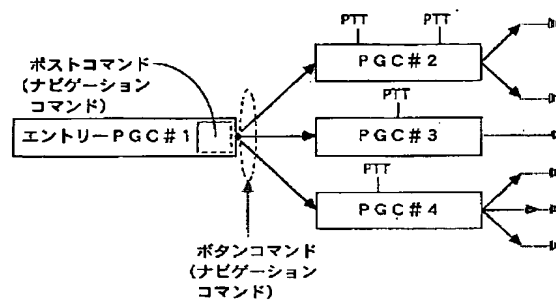 PTT PTT
PGC#2
ポストコマンド
(ナビゲーション
コマンド)
PTT
エントリーPGC#1
PGC#3
PTT
PGC#4
ボタンコマンド
(ナビゲーション
コマンド)